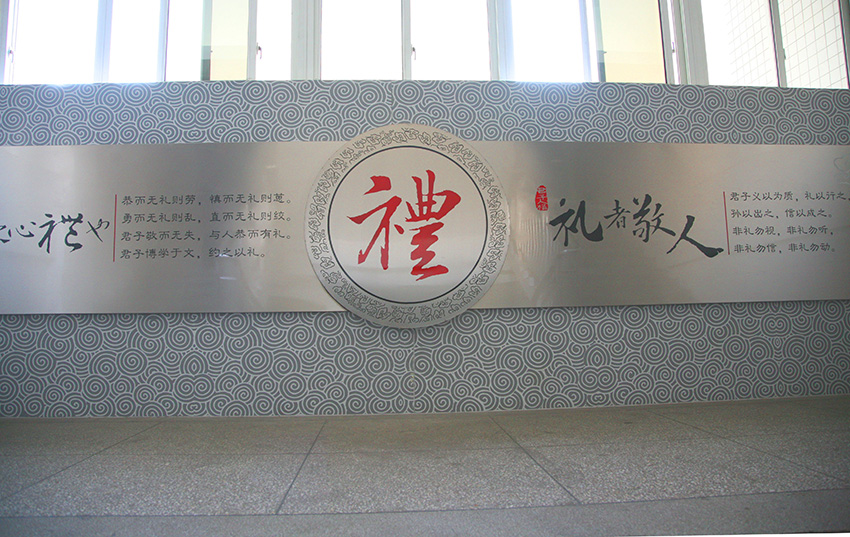 心禮也
恭而无礼则劳，慎而无礼则葸。
勇而无礼则乱，直而无礼则绞。
君子敬而无失，与人恭而有礼。
君子博学于文，约之以礼。
禮
礼者敬人
君子义以为质，礼以行之，
孙以出之，信以成之。
非礼勿视，非礼勿听，
非礼勿信，非礼勿动。